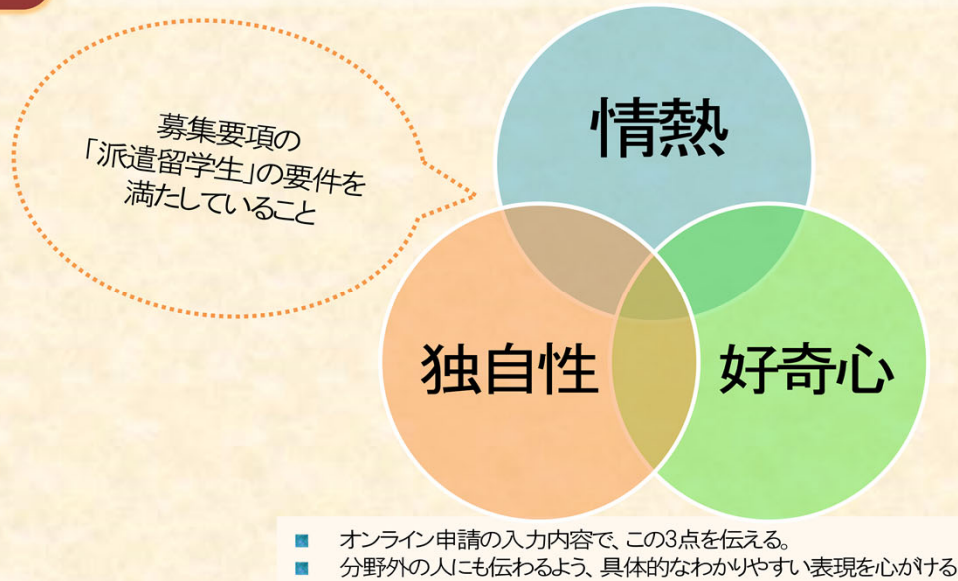 募集要項の
「派遣留学生」の要件を
満たしていること
情熱
独自性
好奇心
オンライン申請の入力内容で、この3点を伝える。
分野外の人にも伝わるよう、具体的なわかりやすい表現を心がける